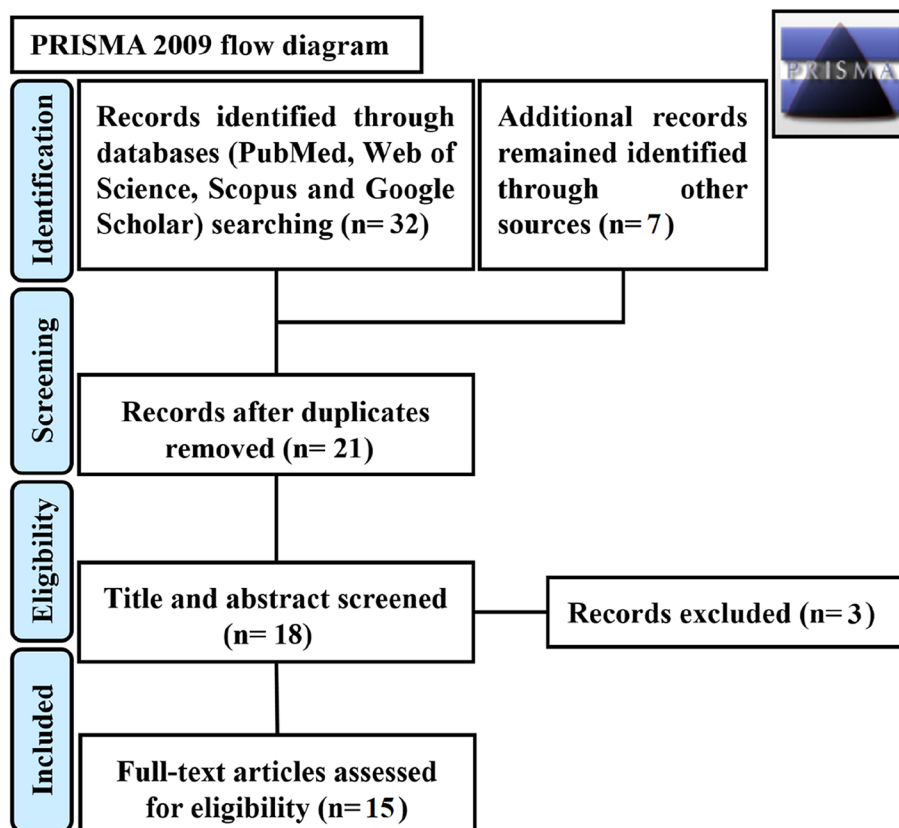 PRISMA 2009 flow diagram
PRISMA
Identification
Records identified through
databases (PubMed, Web of
Science, Scopus and Google
Scholar) searching (n= 32)
Additional records
remained identified
through other
sources (n= 7)
Screening
Records after duplicates
removed (n= 21)
Eligibility
Title and abstract screened
(n= 18)
Records excluded (n= 3)
Included
Full-text articles assessed
for eligibility (n=15)